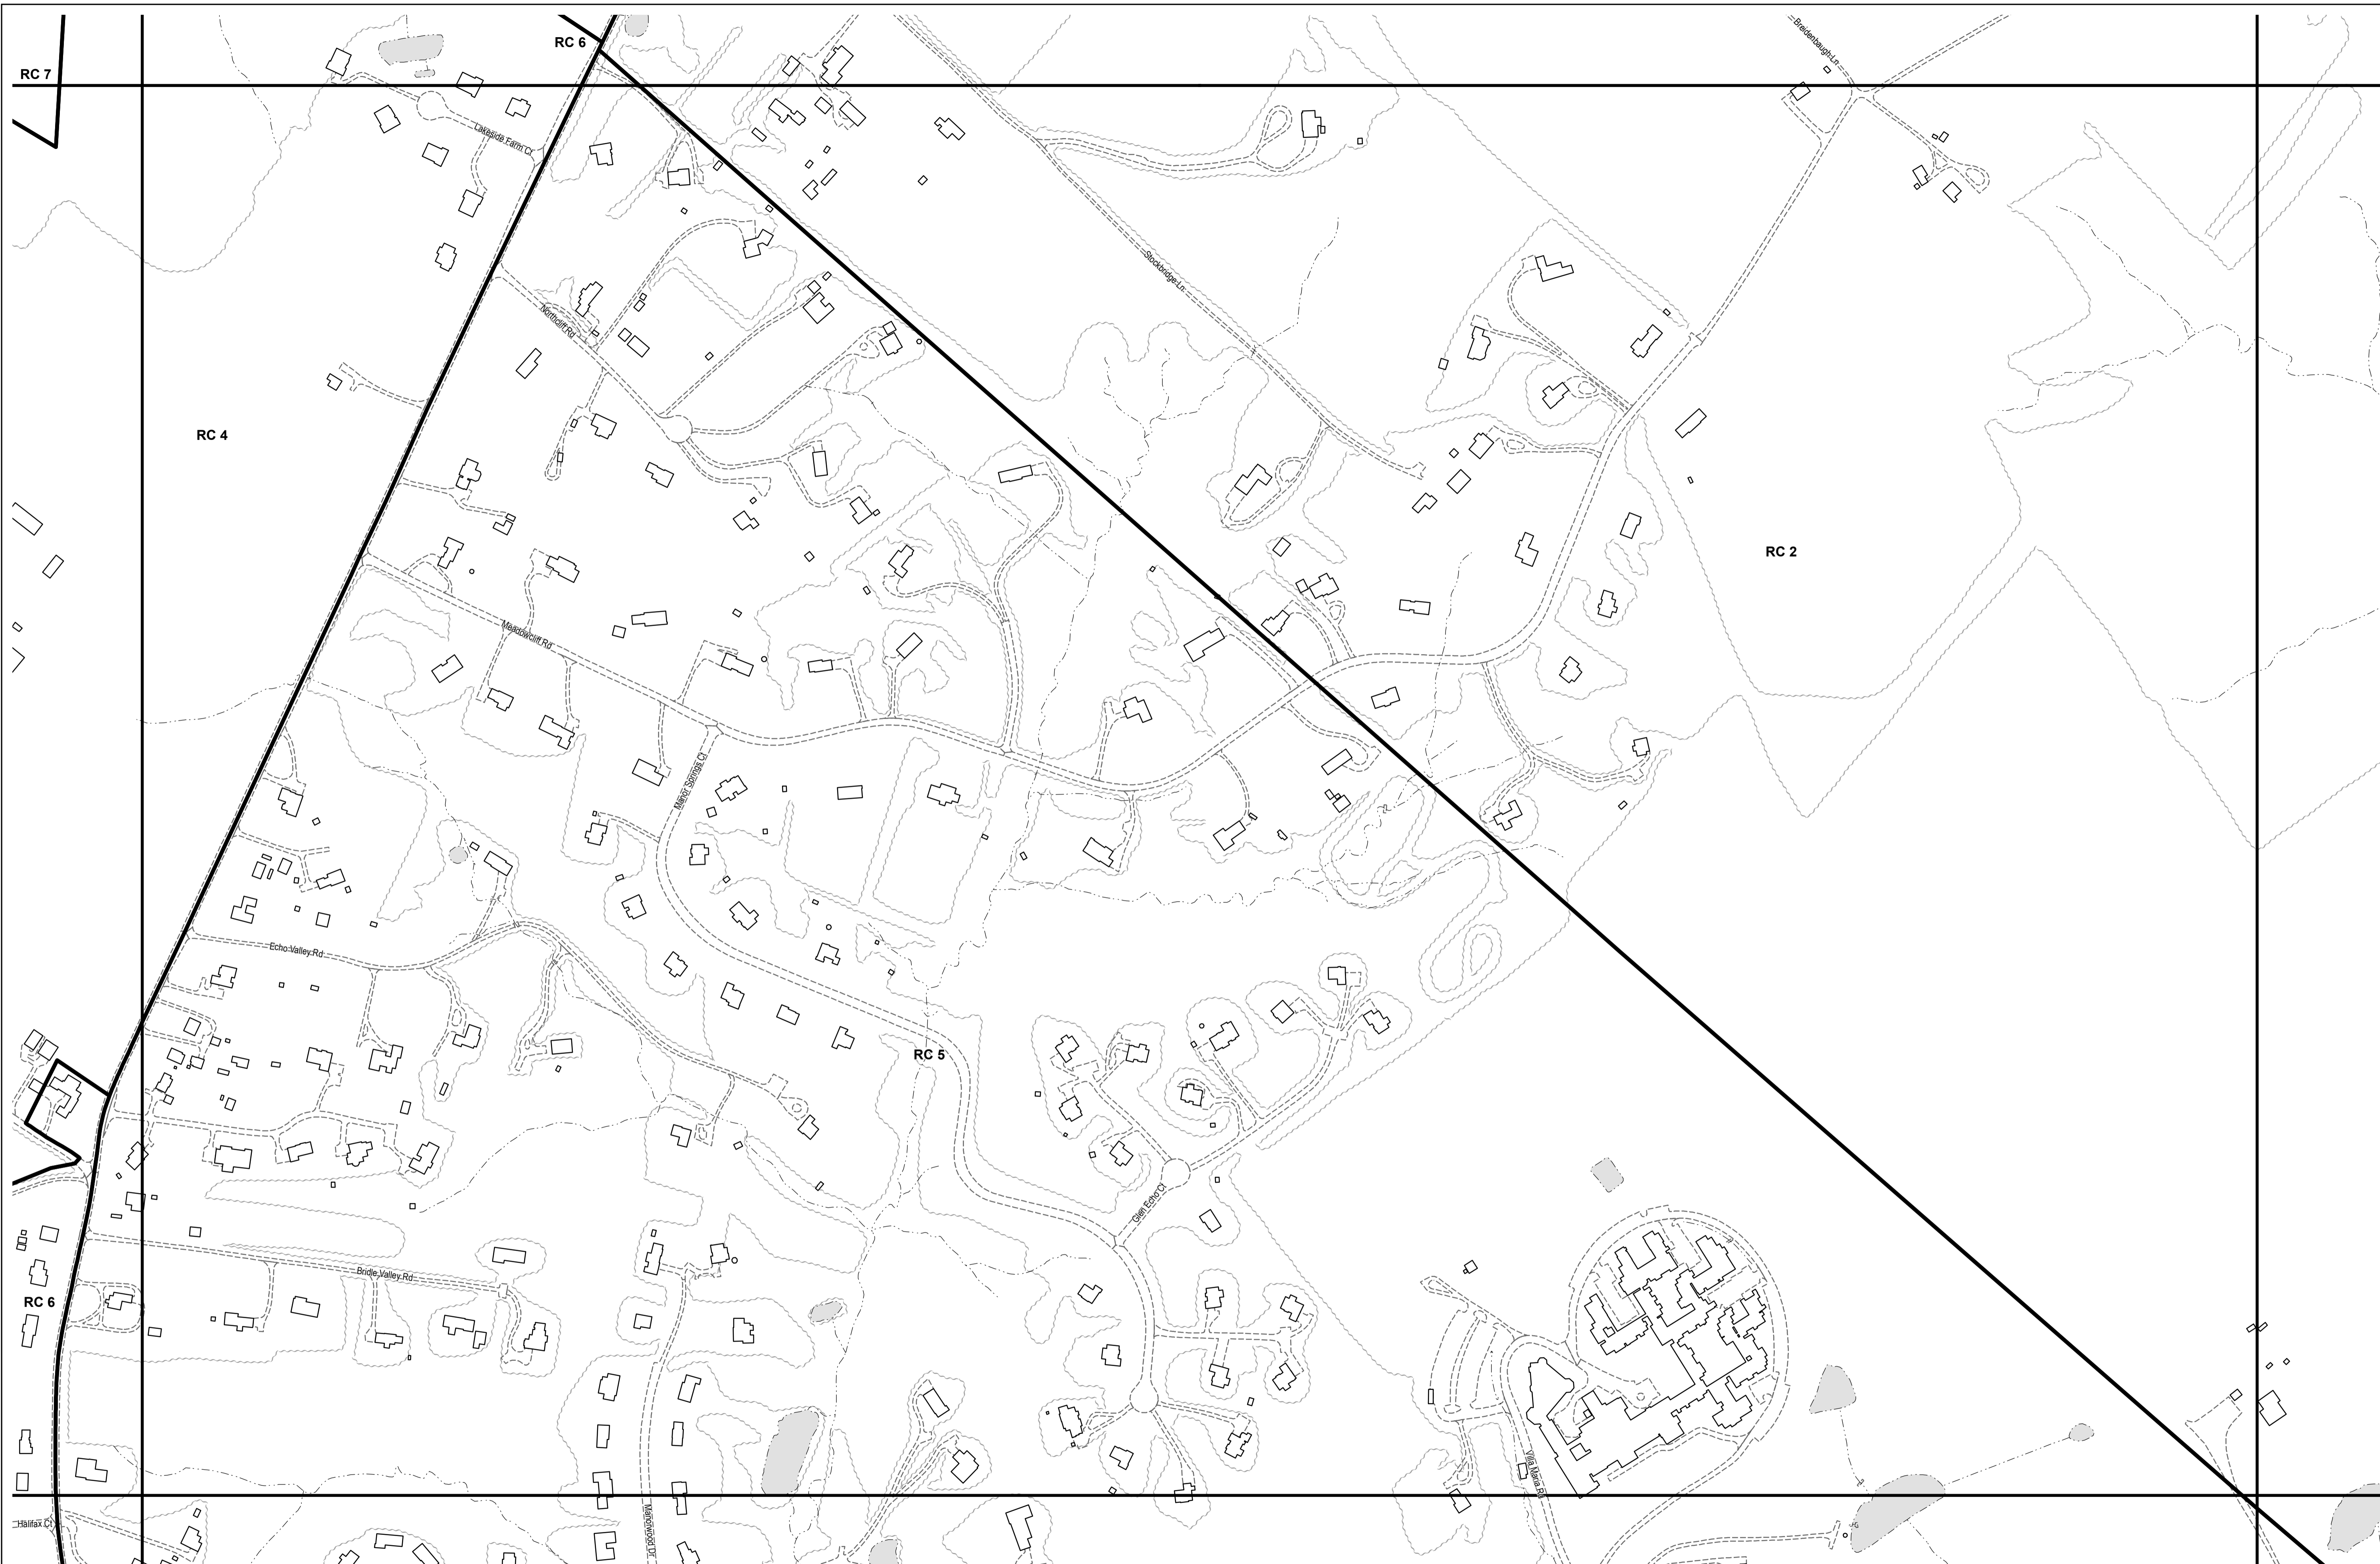 RC 6
RC 7
Breidenbaugh Ln
Lakeside Farm Ct
Stockbridge Ln
Northcliff Rd
RC 4
RC 2
Meadowcliff Rd
Manor Springs Ct
Echo Valley Rd
RC 5
Glen Echo Ct
Bridle Valley Rd
RC 6
Villa Maria Rd
Manorwood Dr
Halifax Ct